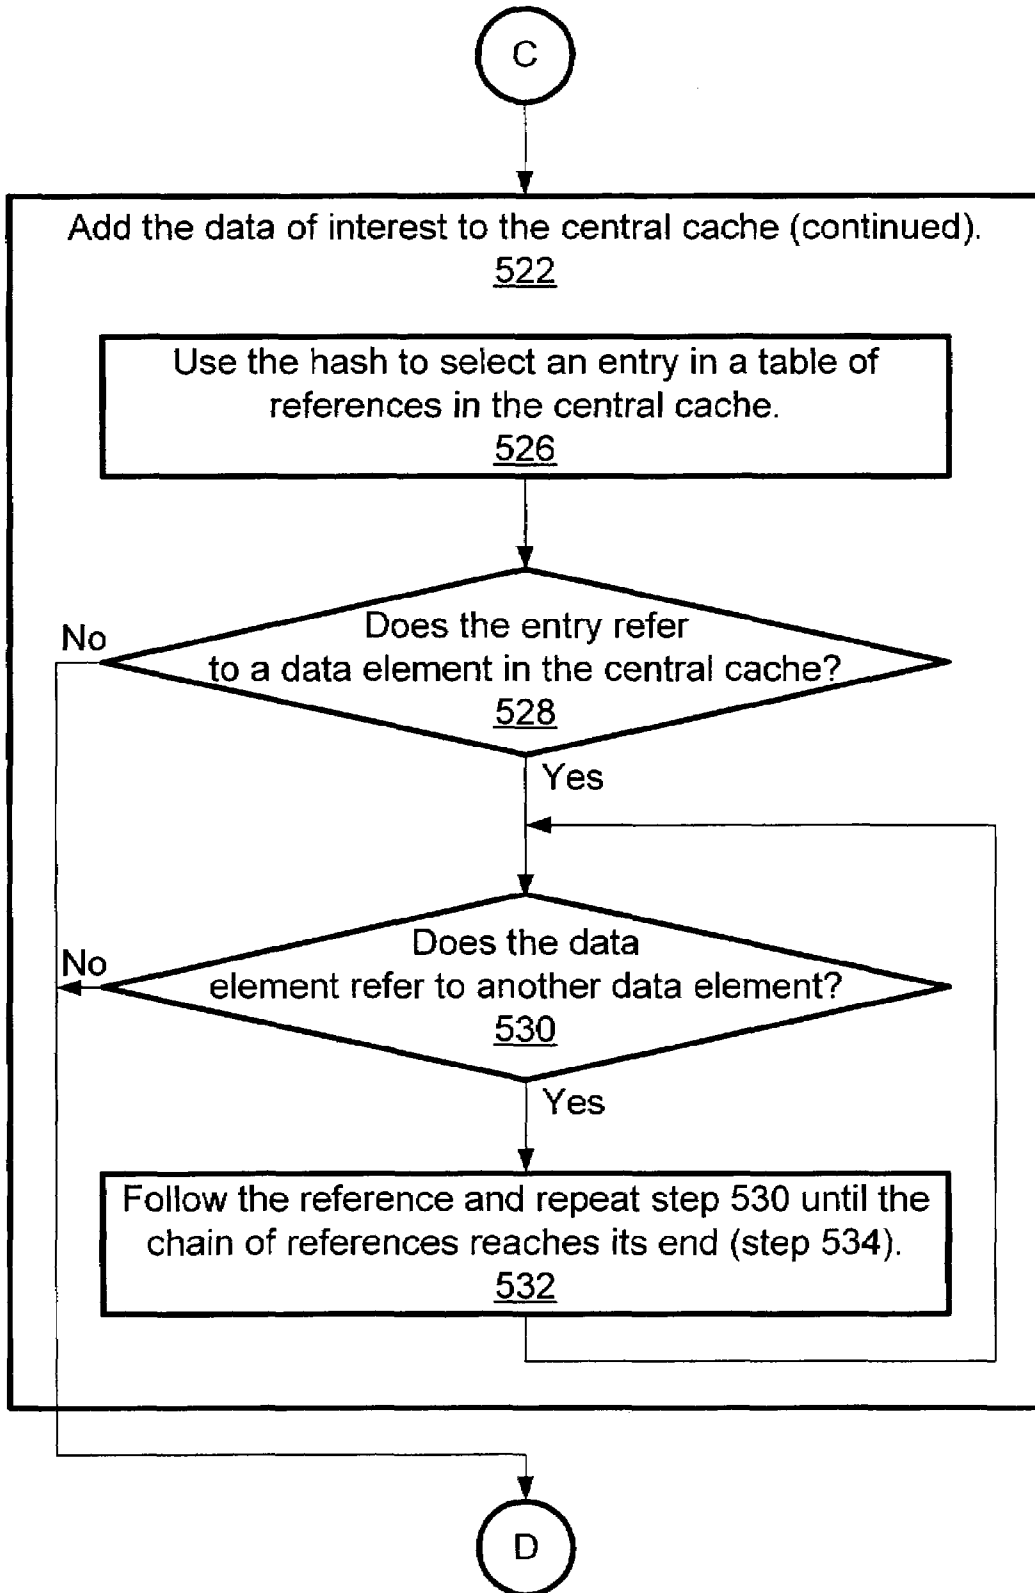 C
Add the data of interest to the central cache (continued).
522
Use the hash to select an entry in a table of
references in the central cache.
526
No
Does the entry refer
to a data element in the central cache?
528
Yes
No
Does the data
element refer to another data element?
530
Yes
Follow the reference and repeat step 530 until the
chain of references reaches its end (step 534).
532
D